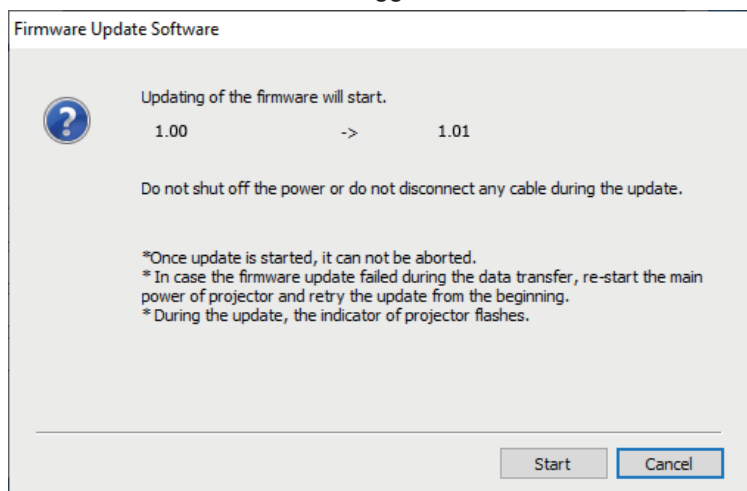 Firmware Update Software
Updating of the firmware will start.
1.00 -> 1.01
Do not shut off the power or do not disconnect any cable during the update.
*Once update is started, it can not be aborted.
* In case the firmware update failed during the data transfer, re-start the main
power of projector and retry the update from the beginning.
* During the update, the indicator of projector flashes.
Start Cancel